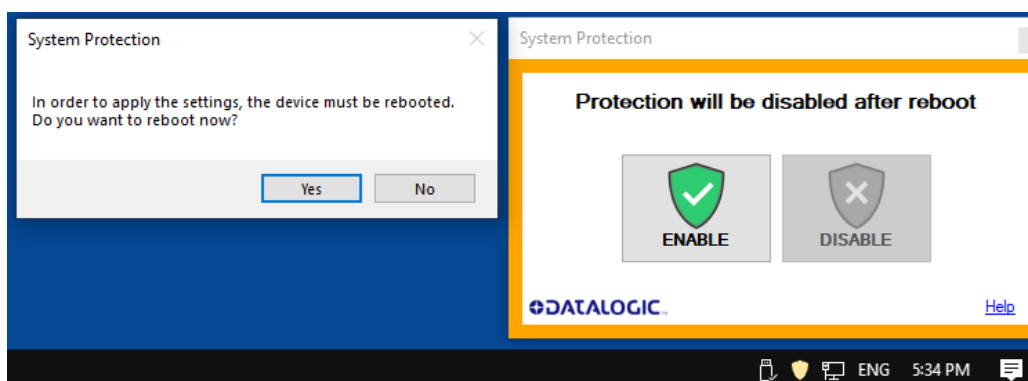 System Protection
In order to apply the settings, the device must be rebooted.
Do you want to reboot now?
Yes
No
System Protection
Protection will be disabled after reboot
ENABLE
DISABLE
DATALOGIC™
Help
ENG
5:34 PM